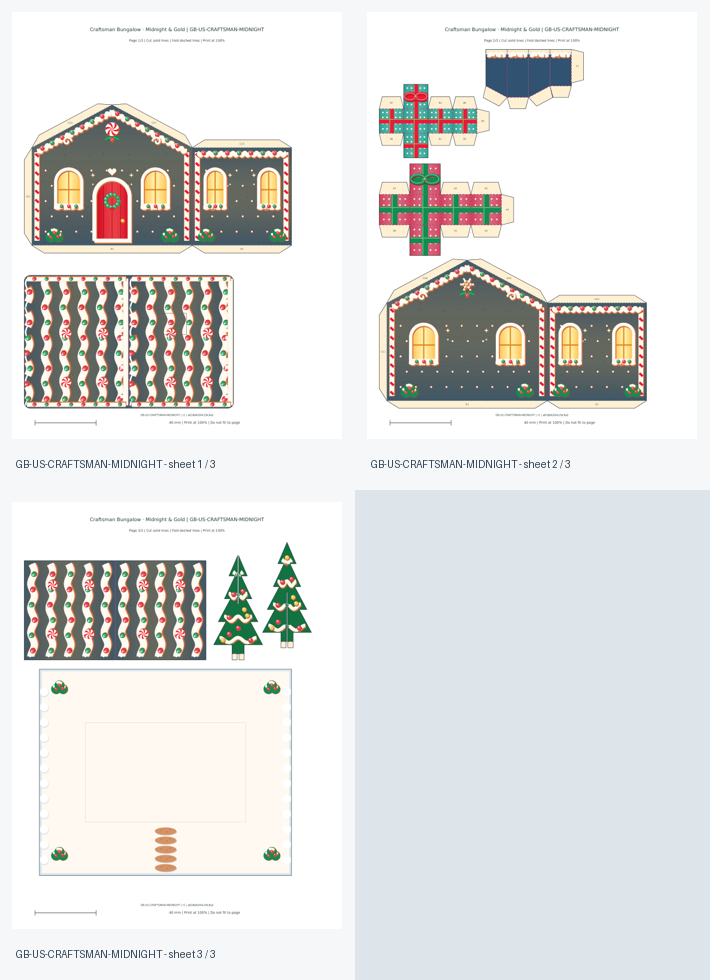 Craftsman Bungalow · Midnight & Gold | GB-US-CRAFTSMAN-MIDNIGHT
Page 1/3 | Cut solid lines | Fold dashed lines | Print at 100%
40 mm | Print at 100% | Do not fit to page
GB-US-CRAFTSMAN-MIDNIGHT - sheet 1 / 3
Craftsman Bungalow · Midnight & Gold | GB-US-CRAFTSMAN-MIDNIGHT
Page 2/3 | Cut solid lines | Fold dashed lines | Print at 100%
40 mm | Print at 100% | Do not fit to page
GB-US-CRAFTSMAN-MIDNIGHT - sheet 2 / 3
Craftsman Bungalow · Midnight & Gold | GB-US-CRAFTSMAN-MIDNIGHT
Page 3/3 | Cut solid lines | Fold dashed lines | Print at 100%
40 mm | Print at 100% | Do not fit to page
GB-US-CRAFTSMAN-MIDNIGHT - sheet 3 / 3